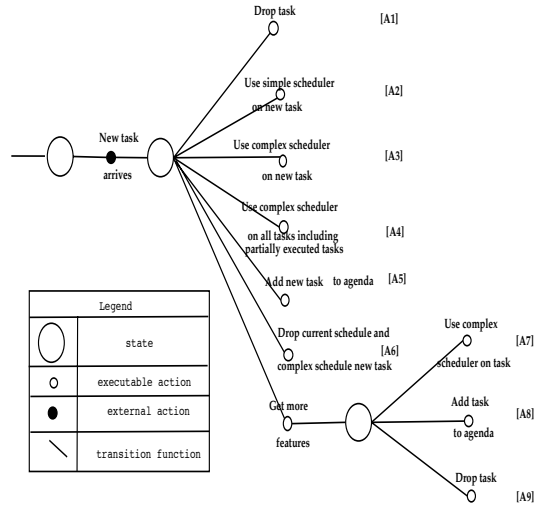 Drop task [A1]
Use simple scheduler
on new task
[A2]
New task
arrives
Use complex scheduler
on new task
[A3]
Use complex scheduler
on all tasks including
partially executed tasks
[A4]
Add new task to agenda [A5]
Drop current schedule and
complex schedule new task
[A6]
Get more
features
Use complex
scheduler on task
[A7]
Add task
to agenda
[A8]
Drop task
[A9]
Legend
state
executable action
external action
transition function